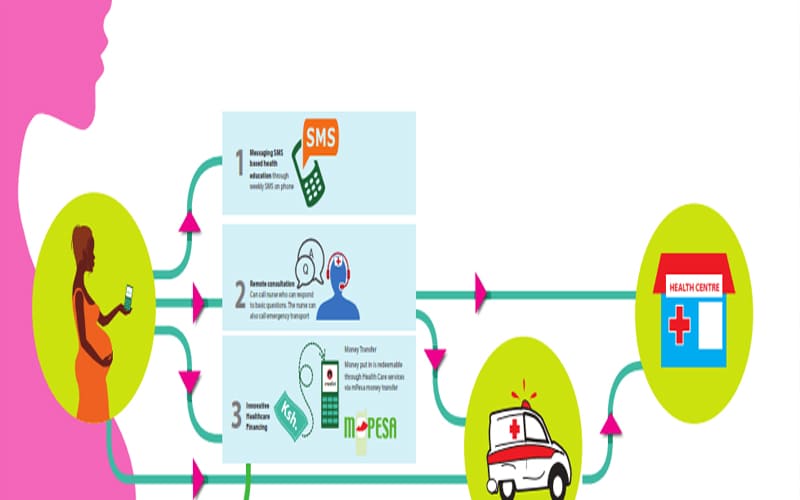 SMS
1
Messaging SMS
based health
education through
weekly SMS on phone
A
Q
2
Remote consultation
Can call nurse who can respond
to basic questions. The nurse can
also call emergency transport
HEALTH CENTRE
Money Transfer
Money put in is redeemable
through Health Care services
via mPesa money transfer
3
Innovative
Healthcare
Financing
Ksh.
M PESA